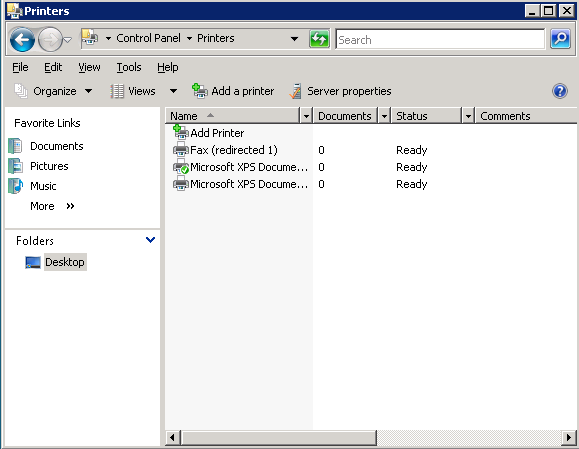 Printers
Control Panel Printers Search
File Edit View Tools Help
Organize Views Add a printer Server properties ?
Favorite Links
Documents
Pictures
Music
More »
Folders
Desktop
Name Documents Status Comments
Add Printer
Fax (redirected 1) 0 Ready
Microsoft XPS Docume... 0 Ready
Microsoft XPS Docume... 0 Ready